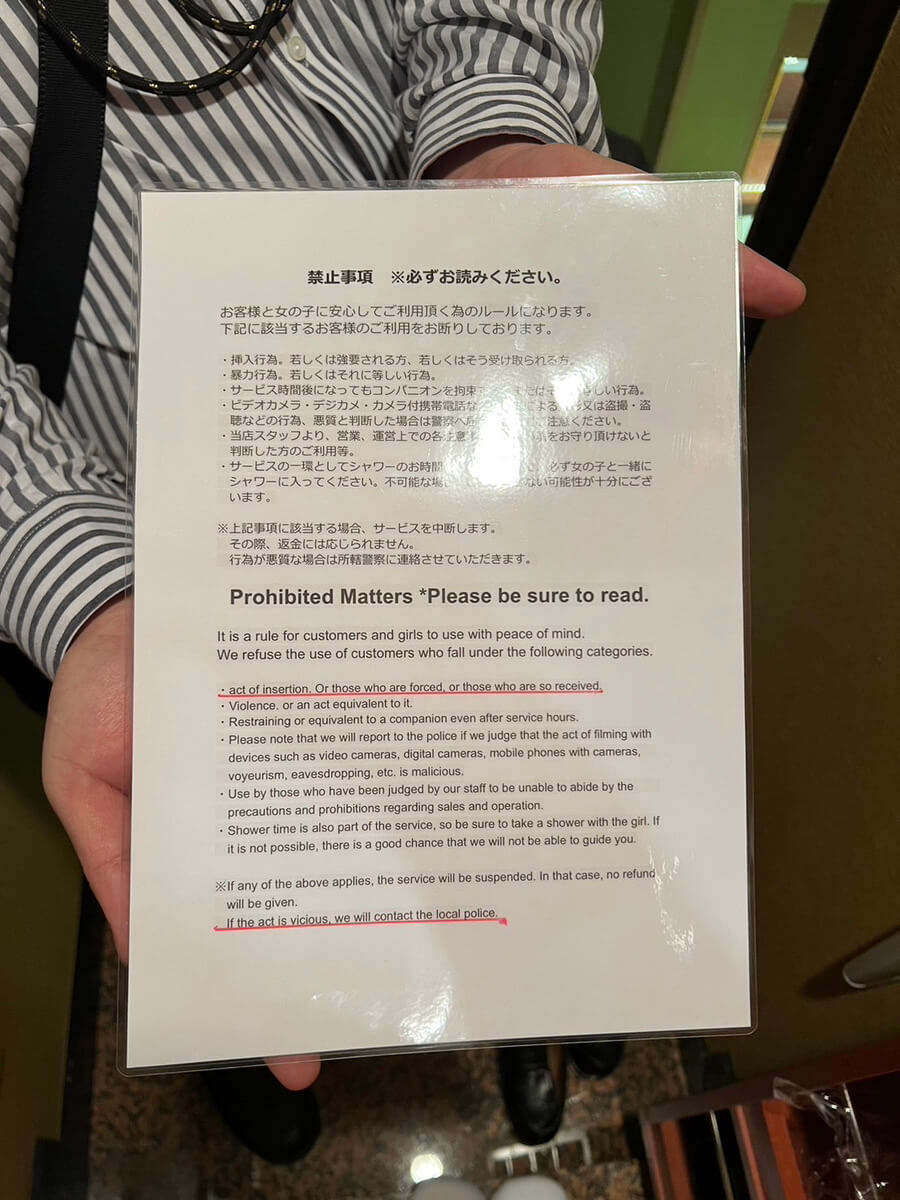 禁止事項　※必ずお読みください。
お客様と女の子に安心してご利用頂く為のルールになります。
下記に該当するお客様のご利用をお断りしております。
・挿入行為。若しくは強要される方、若しくはそう受け取られる方。
・暴力行為。若しくはそれに等しい行為。
・サービス時間後になってもコンパニオンを拘束 しい行為。
・ビデオカメラ・デジカメ・カメラ付携帯電話な による 又は盗撮・盗
聴などの行為、悪質と判断した場合は警察へ 注意ください。
・当店スタッフより、営業、運営上での各注意 をお守り頂けないと
判断した方のご利用等。
・サービスの一環としてシャワーのお時間 必ず女の子と一緒に
シャワーに入ってください。不可能な場 ない可能性が十分にござ
います。
※上記事項に該当する場合、サービスを中断します。
その際、返金には応じられません。
行為が悪質な場合は所轄警察に連絡させていただきます。
Prohibited Matters *Please be sure to read.
It is a rule for customers and girls to use with peace of mind.
We refuse the use of customers who fall under the following categories.
・act of insertion. Or those who are forced, or those who are so received.
・Violence. or an act equivalent to it.
・Restraining or equivalent to a companion even after service hours.
・Please note that we will report to the police if we judge that the act of filming with
devices such as video cameras, digital cameras, mobile phones with cameras,
voyeurism, eavesdropping, etc. is malicious.
・Use by those who have been judged by our staff to be unable to abide by the
precautions and prohibitions regarding sales and operation.
・Shower time is also part of the service, so be sure to take a shower with the girl. If
it is not possible, there is a good chance that we will not be able to guide you.
※If any of the above applies, the service will be suspended. In that case, no refund
will be given.
If the act is vicious, we will contact the local police.